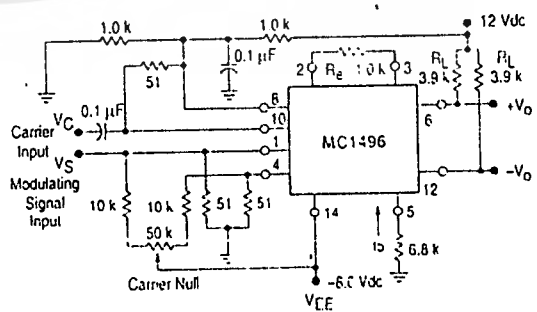 1.0 k
1.0 k
12 Vdc
0.1 µF
51
2
Re
1.0 k
3
RL
3.9 k
RL
3.9 k
0.1 µF
8
10
1
4
VC
Carrier
Input
VS
Modulating
Signal
Input
MC1496
6
+Vo
12
−Vo
10 k
10 k
51
51
50 k
14
5
I5
6.8 k
Carrier Null
VEE